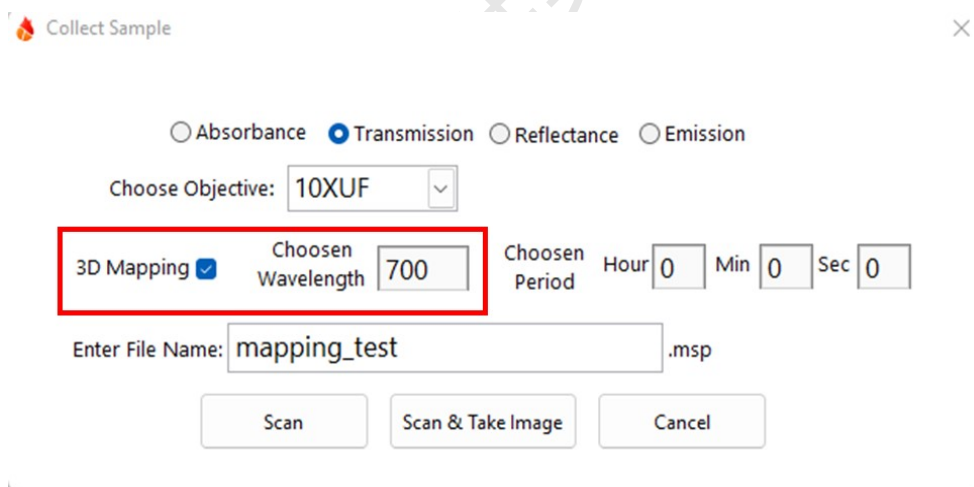 Collect Sample
Absorbance Transmission Reflectance Emission
Choose Objective: 10XUF
3D Mapping Choosen Wavelength 700 Choosen Period Hour 0 Min 0 Sec 0
Enter File Name: mapping_test .msp
Scan Scan & Take Image Cancel